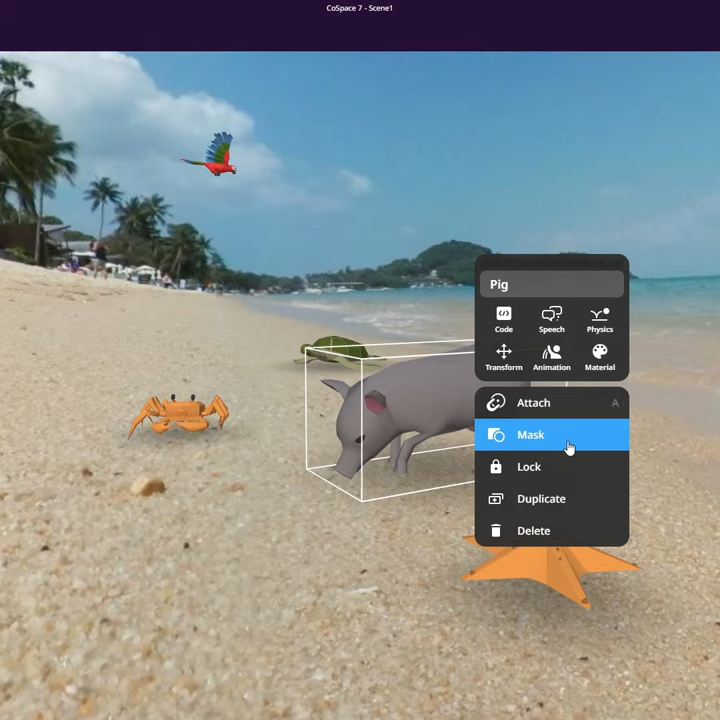 CoSpace 7 - Scene1
Pig
Code Speech Physics
Transform Animation Material
Attach A
Mask
Lock
Duplicate
Delete